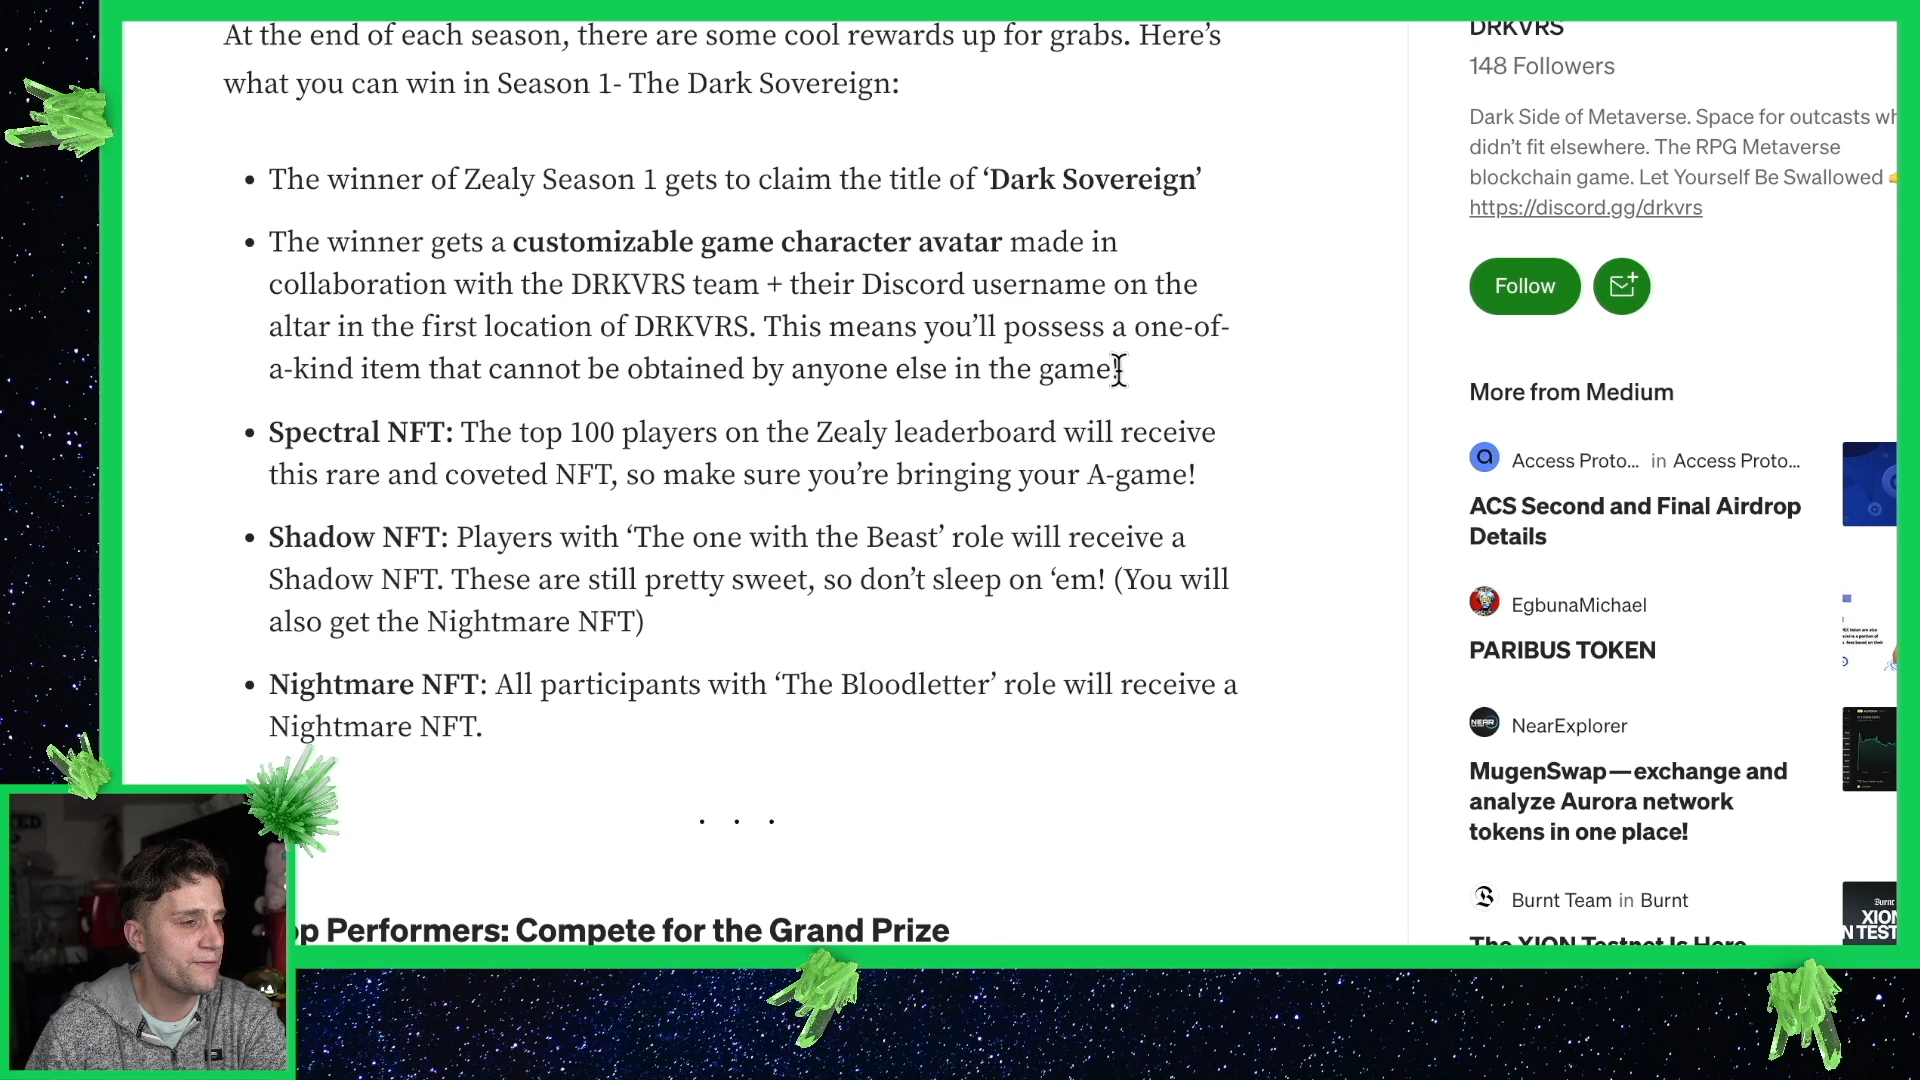 At the end of each season, there are some cool rewards up for grabs. Here’s
what you can win in Season 1- The Dark Sovereign:
• The winner of Zealy Season 1 gets to claim the title of ‘Dark Sovereign’
• The winner gets a customizable game character avatar made in
collaboration with the DRKVRS team + their Discord username on the
altar in the first location of DRKVRS. This means you’ll possess a one-of-
a-kind item that cannot be obtained by anyone else in the game!
• Spectral NFT: The top 100 players on the Zealy leaderboard will receive
this rare and coveted NFT, so make sure you’re bringing your A-game!
• Shadow NFT: Players with ‘The one with the Beast’ role will receive a
Shadow NFT. These are still pretty sweet, so don’t sleep on ‘em! (You will
also get the Nightmare NFT)
• Nightmare NFT: All participants with ‘The Bloodletter’ role will receive a
Nightmare NFT.
. . .
op Performers: Compete for the Grand Prize
DRKVRS
148 Followers
Dark Side of Metaverse. Space for outcasts wh
didn’t fit elsewhere. The RPG Metaverse
blockchain game. Let Yourself Be Swallowed
https://discord.gg/drkvrs
Follow
More from Medium
Access Proto... in Access Proto...
ACS Second and Final Airdrop
Details
EgbunaMichael
PARIBUS TOKEN
NEAR
NearExplorer
MugenSwap—exchange and
analyze Aurora network
tokens in one place!
Burnt Team in Burnt
The XION Testnet Is Here
Burnt
XION
N TEST